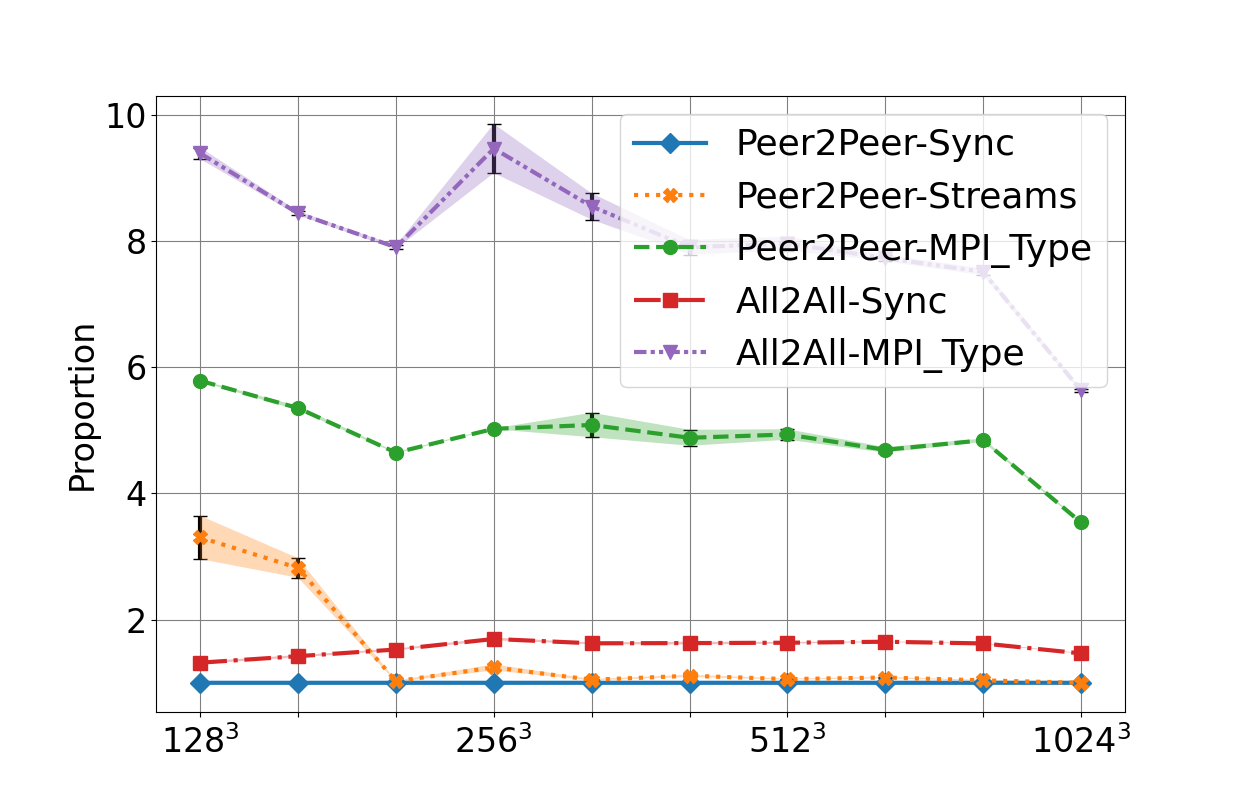 10
8
6
4
2
Proportion
Peer2Peer-Sync
Peer2Peer-Streams
Peer2Peer-MPI_Type
All2All-Sync
All2All-MPI_Type
128³ 256³ 512³ 1024³